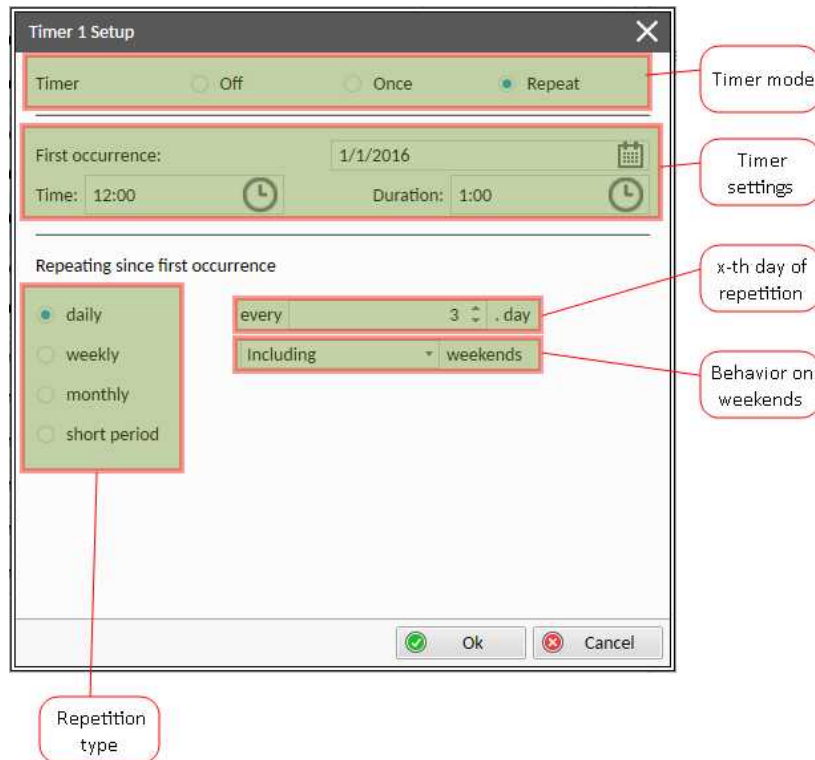 Timer 1 Setup
Timer Off Once Repeat
Timer mode
First occurrence: 1/1/2016
Time: 12:00 Duration: 1:00
Timer
settings
Repeating since first occurrence
x-th day of
repetition
daily
every 3 . day
weekly
Including weekends
Behavior on
weekends
monthly
short period
Ok Cancel
Repetition
type